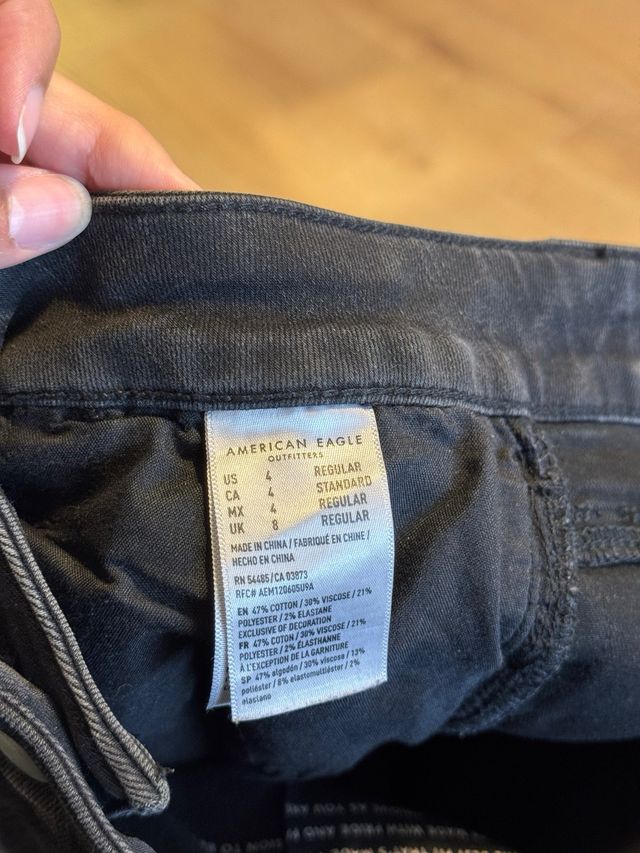 AMERICAN EAGLE
OUTFITTERS
US 4 REGULAR
CA 4 STANDARD
MX 4 REGULAR
UK 8 REGULAR
MADE IN CHINA / FABRIQUÉ EN CHINE /
HECHO EN CHINA
RN 54485/CA 03873
RFC# AEM120605U9A
EN 47% COTTON / 30% VISCOSE / 21%
POLYESTER / 2% ELASTANE
EXCLUSIVE OF DECORATION
FR 47% COTON / 30% VISCOSE / 21%
POLYESTER / 2% ÉLASTHANNE
À L'EXCEPTION DE LA GARNITURE
SP 47% algodón / 30% viscosa / 13%
poliéster / 8% elastomultiéster / 2%
elastano